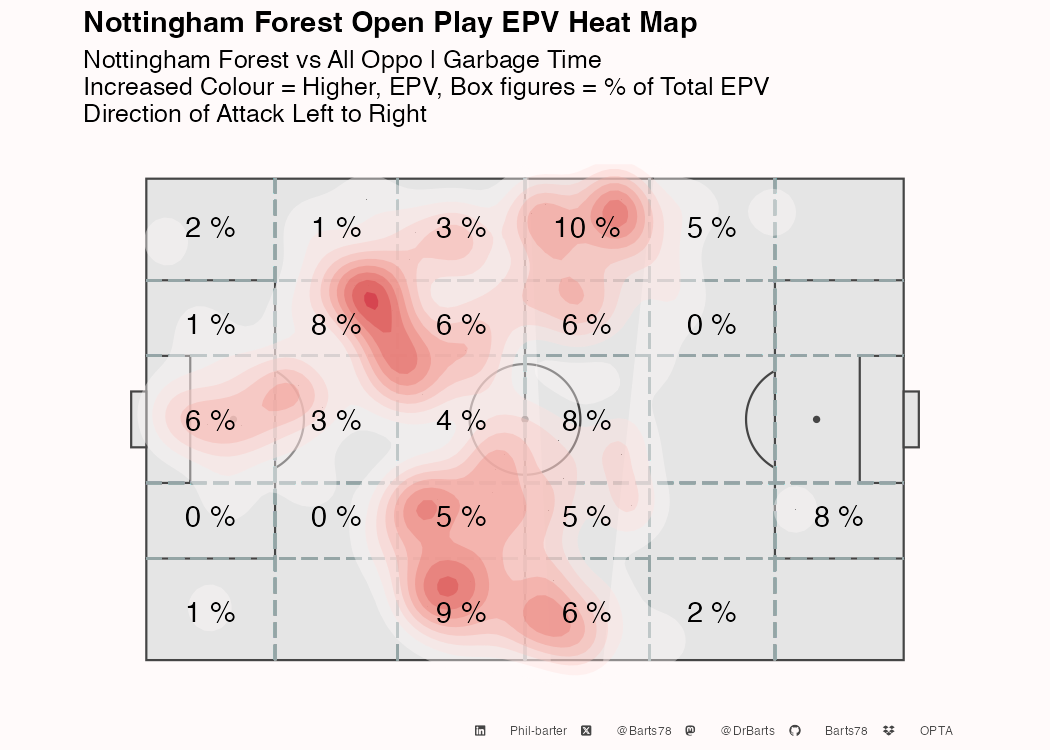 Nottingham Forest Open Play EPV Heat Map
Nottingham Forest vs All Oppo | Garbage Time
Increased Colour = Higher, EPV, Box figures = % of Total EPV
Direction of Attack Left to Right
2 % 1 % 3 % 10 % 5 %
1 % 8 % 6 % 6 % 0 %
6 % 3 % 4 % 8 %
0 % 0 % 5 % 5 % 8 %
1 % 9 % 6 % 2 %
Phil-barter @Barts78 @DrBarts Barts78 OPTA